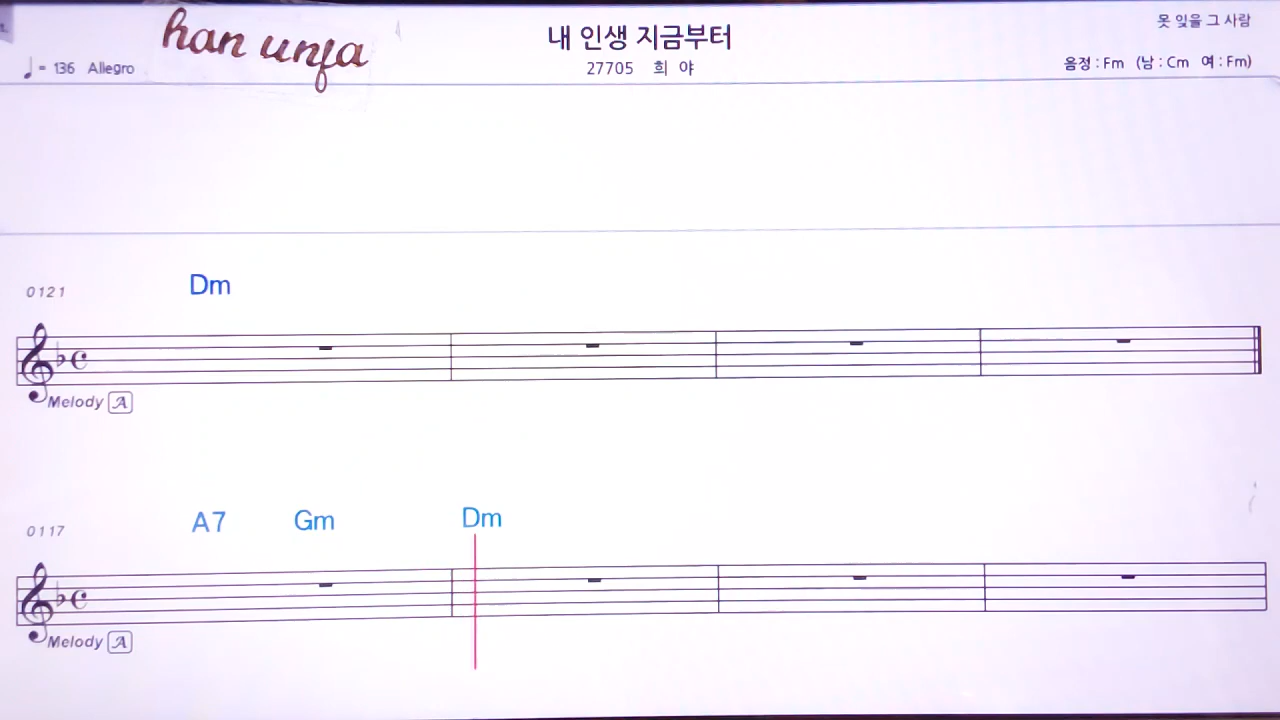 han unfa
내 인생 지금부터
못 잊을 그 사람
♩ = 136 Allegro
27705 희 야
음정 : Fm (남 : Cm 여 : Fm)
0121
Dm
Melody A
0117
A7 Gm Dm
Melody A